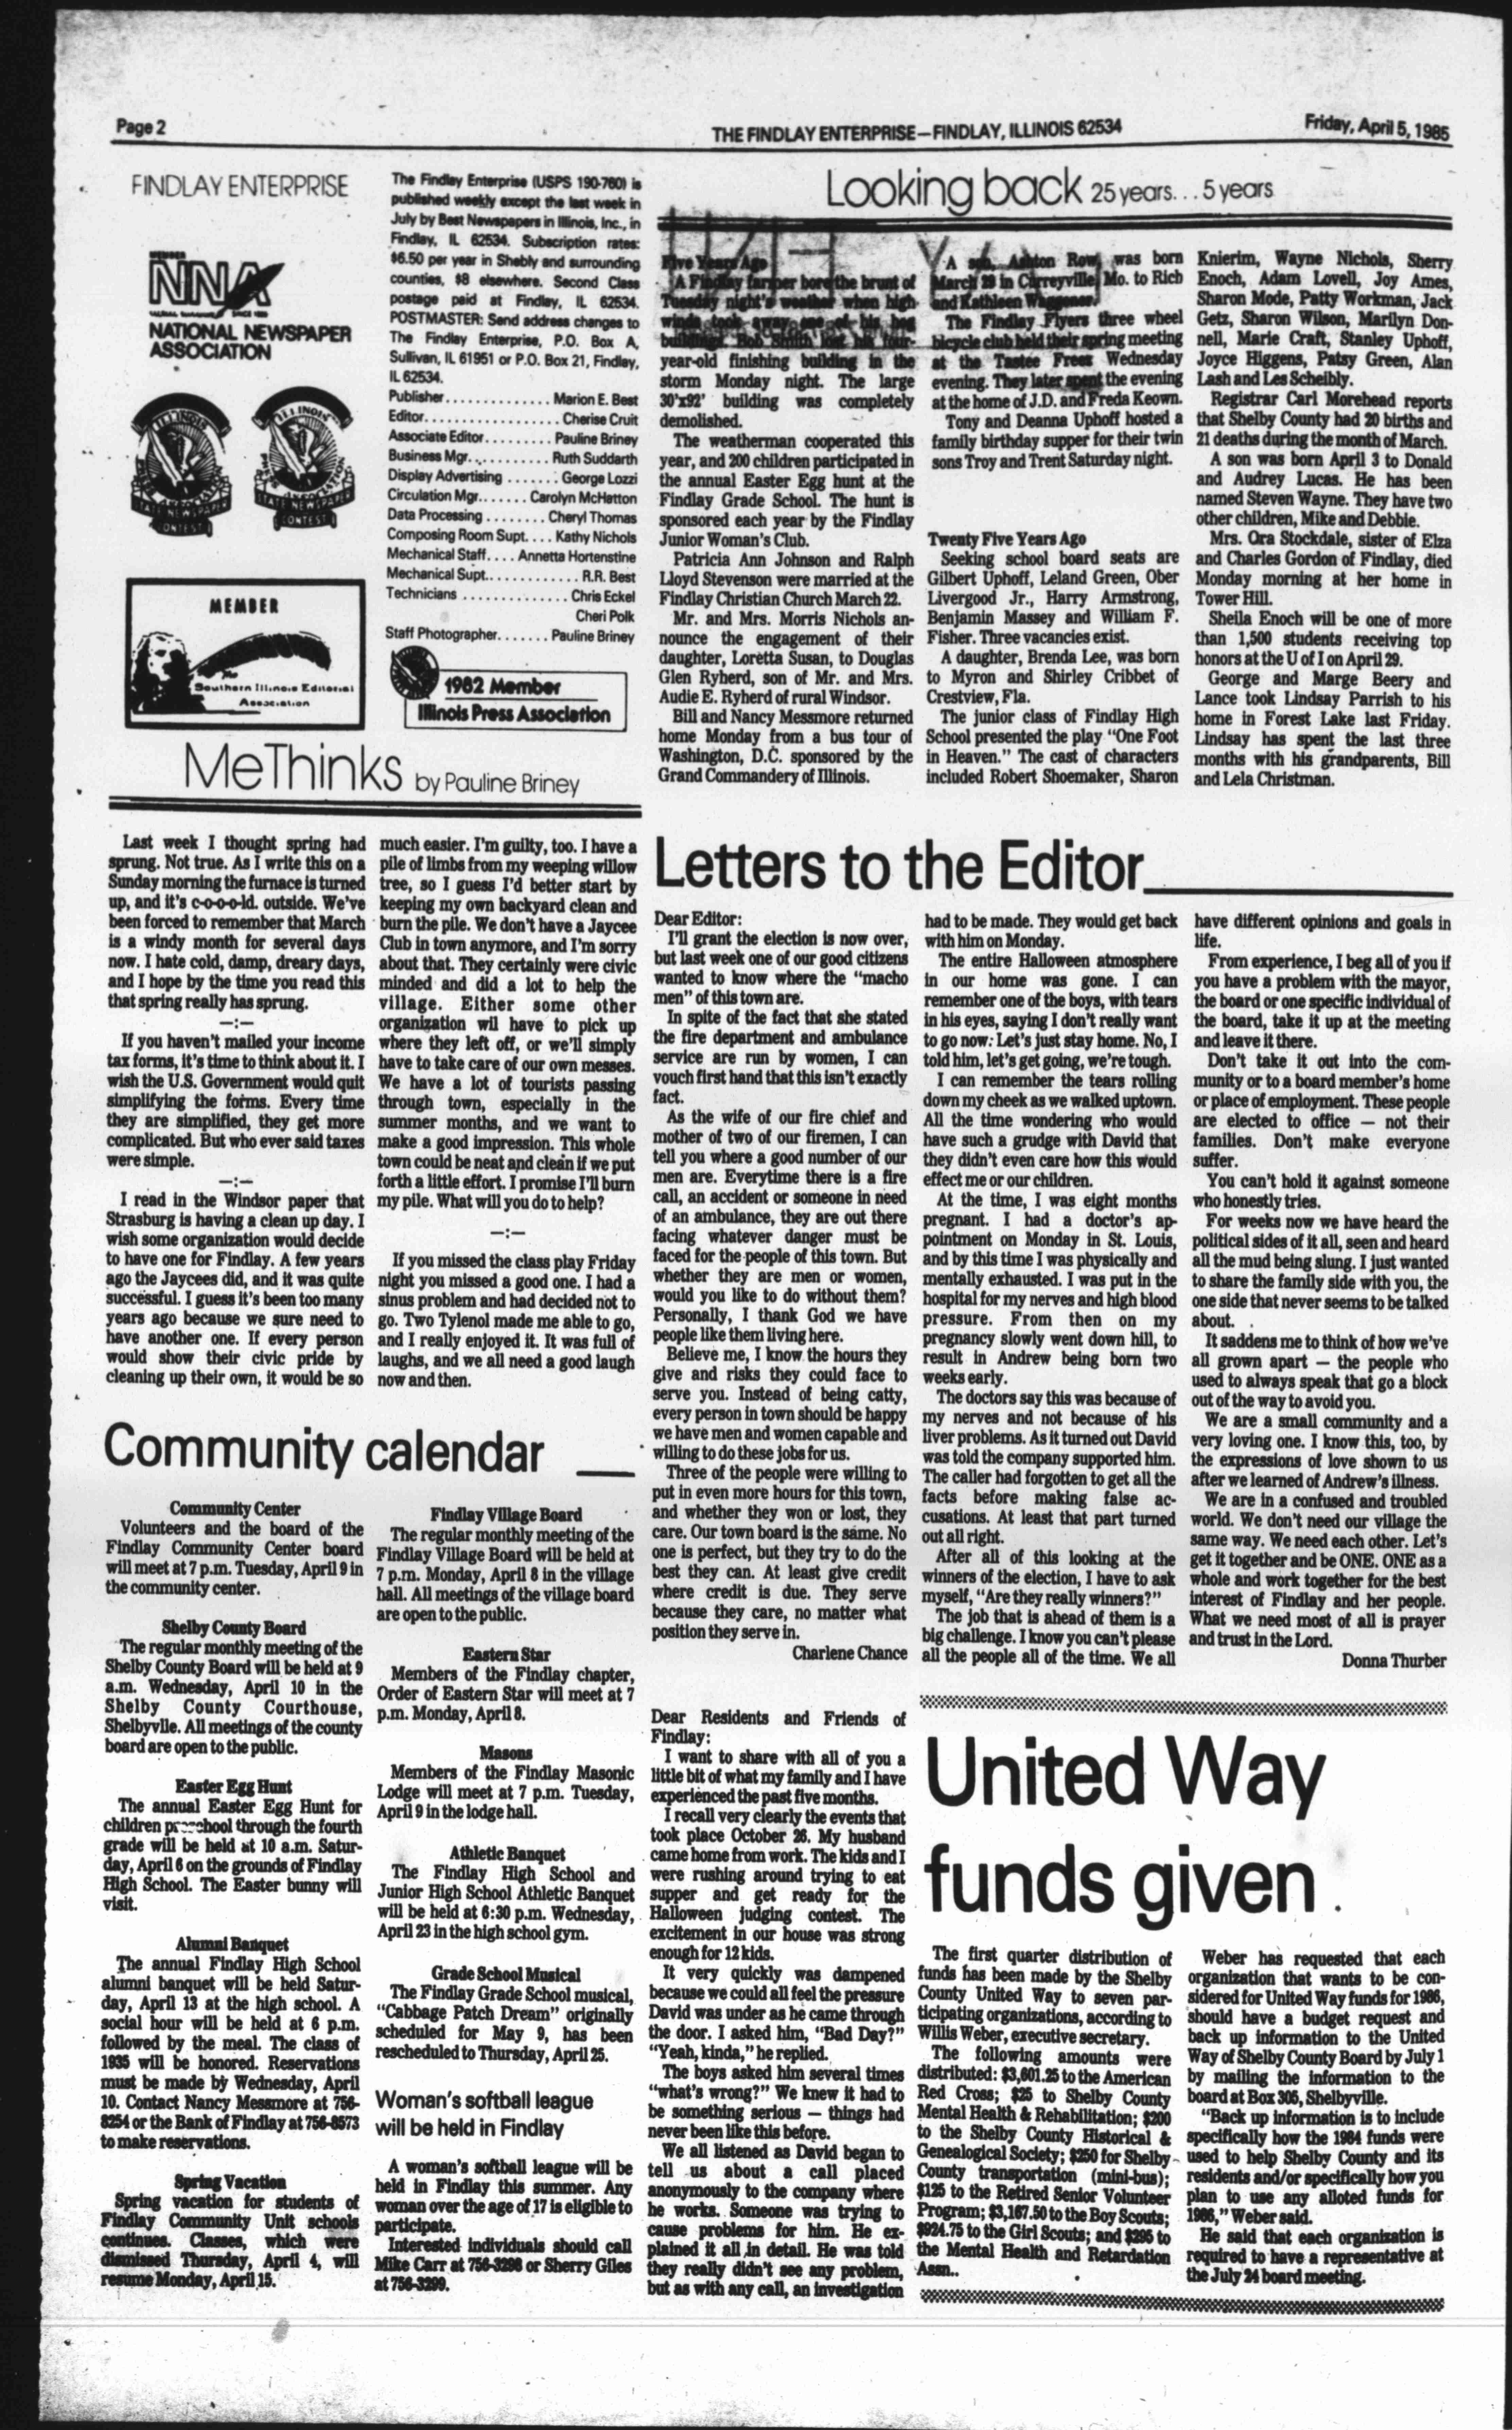 Page 2
THE FINDLAY ENTERPRISE—FINDLAY, ILLINOIS 62534
Friday, April 5, 1985
FINDLAY ENTERPRISE
MEMBER
NNA
NATIONAL NEWSPAPER
ASSOCIATION
MEMBER
The
Southern Illinois Editorial
Association
The Findlay Enterprise (USPS 190-760) is
published weekly except the last week in
July by Best Newspapers in Illinois, Inc., in
Findlay, IL 62534. Subscription rates:
$6.50 per year in Shebly and surrounding
counties, $8 elsewhere. Second Class
postage paid at Findlay, IL 62534.
POSTMASTER: Send address changes to
The Findlay Enterprise, P.O. Box A,
Sullivan, IL 61951 or P.O. Box 21, Findlay,
IL 62534.
Publisher.............. Marion E. Best
Editor.................. Cherise Cruit
Associate Editor......... Pauline Briney
Business Mgr............ Ruth Suddarth
Display Advertising ....... George Lozzi
Circulation Mgr....... Carolyn McHatton
Data Processing ........ Cheryl Thomas
Composing Room Supt.... Kathy Nichols
Mechanical Staff.... Annetta Hortenstine
Mechanical Supt............. R.R. Best
Technicians .............. Chris Eckel
Cheri Polk
Staff Photographer....... Pauline Briney
1982 Member
Illinois Press Association
MeThinks by Pauline Briney
Last week I thought spring had
sprung. Not true. As I write this on a
Sunday morning the furnace is turned
up, and it's c-o-o-o-ld. outside. We've
been forced to remember that March
is a windy month for several days
now. I hate cold, damp, dreary days,
and I hope by the time you read this
that spring really has sprung.
—:—
If you haven't mailed your income
tax forms, it's time to think about it. I
wish the U.S. Government would quit
simplifying the forms. Every time
they are simplified, they get more
complicated. But who ever said taxes
were simple.
—:—
I read in the Windsor paper that
Strasburg is having a clean up day. I
wish some organization would decide
to have one for Findlay. A few years
ago the Jaycees did, and it was quite
successful. I guess it's been too many
years ago because we sure need to
have another one. If every person
would show their civic pride by
cleaning up their own, it would be so
much easier. I'm guilty, too. I have a
pile of limbs from my weeping willow
tree, so I guess I'd better start by
keeping my own backyard clean and
burn the pile. We don't have a Jaycee
Club in town anymore, and I'm sorry
about that. They certainly were civic
minded and did a lot to help the
village. Either some other
organization wil have to pick up
where they left off, or we'll simply
have to take care of our own messes.
We have a lot of tourists passing
through town, especially in the
summer months, and we want to
make a good impression. This whole
town could be neat and clean if we put
forth a little effort. I promise I'll burn
my pile. What will you do to help?
—:—
If you missed the class play Friday
night you missed a good one. I had a
sinus problem and had decided not to
go. Two Tylenol made me able to go,
and I really enjoyed it. It was full of
laughs, and we all need a good laugh
now and then.
Community calendar
Community Center
Volunteers and the board of the
Findlay Community Center board
will meet at 7 p.m. Tuesday, April 9 in
the community center.
Shelby County Board
The regular monthly meeting of the
Shelby County Board will be held at 9
a.m. Wednesday, April 10 in the
Shelby County Courthouse,
Shelbyvlle. All meetings of the county
board are open to the public.
Easter Egg Hunt
The annual Easter Egg Hunt for
children preschool through the fourth
grade will be held at 10 a.m. Satur-
day, April 6 on the grounds of Findlay
High School. The Easter bunny will
visit.
Alumni Banquet
The annual Findlay High School
alumni banquet will be held Satur-
day, April 13 at the high school. A
social hour will be held at 6 p.m.
followed by the meal. The class of
1935 will be honored. Reservations
must be made by Wednesday, April
10. Contact Nancy Messmore at 756-
8254 or the Bank of Findlay at 756-8573
to make reservations.
Spring Vacation
Spring vacation for students of
Findlay Community Unit schools
continues. Classes, which were
dismissed Thursday, April 4, will
resume Monday, April 15.
Findlay Village Board
The regular monthly meeting of the
Findlay Village Board will be held at
7 p.m. Monday, April 8 in the village
hall. All meetings of the village board
are open to the public.
Eastern Star
Members of the Findlay chapter,
Order of Eastern Star will meet at 7
p.m. Monday, April 8.
Masons
Members of the Findlay Masonic
Lodge will meet at 7 p.m. Tuesday,
April 9 in the lodge hall.
Athletic Banquet
The Findlay High School and
Junior High School Athletic Banquet
will be held at 6:30 p.m. Wednesday,
April 23 in the high school gym.
Grade School Musical
The Findlay Grade School musical,
"Cabbage Patch Dream" originally
scheduled for May 9, has been
rescheduled to Thursday, April 25.
Woman's softball league
will be held in Findlay
A woman's softball league will be
held in Findlay this summer. Any
woman over the age of 17 is eligible to
participate.
Interested individuals should call
Mike Carr at 756-3298 or Sherry Giles
at 756-3299.
Looking back 25 years... 5 years
Five Years Ago
A Findlay farmer bore the brunt of
Tuesday night's weather when high
winds took away one of his hog
buildings. Bob Smith lost his four-
year-old finishing building in the
storm Monday night. The large
30'x92' building was completely
demolished.
The weatherman cooperated this
year, and 200 children participated in
the annual Easter Egg hunt at the
Findlay Grade School. The hunt is
sponsored each year by the Findlay
Junior Woman's Club.
Patricia Ann Johnson and Ralph
Lloyd Stevenson were married at the
Findlay Christian Church March 22.
Mr. and Mrs. Morris Nichols an-
nounce the engagement of their
daughter, Loretta Susan, to Douglas
Glen Ryherd, son of Mr. and Mrs.
Audie E. Ryherd of rural Windsor.
Bill and Nancy Messmore returned
home Monday from a bus tour of
Washington, D.C. sponsored by the
Grand Commandery of Illinois.
A son, Ashton Row, was born
March 28 in Carreyville, Mo. to Rich
and Kathleen Waggoner.
The Findlay Flyers three wheel
bicycle club held their spring meeting
at the Tastee Freez Wednesday
evening. They later spent the evening
at the home of J.D. and Freda Keown.
Tony and Deanna Uphoff hosted a
family birthday supper for their twin
sons Troy and Trent Saturday night.
Twenty Five Years Ago
Seeking school board seats are
Gilbert Uphoff, Leland Green, Ober
Livergood Jr., Harry Armstrong,
Benjamin Massey and William F.
Fisher. Three vacancies exist.
A daughter, Brenda Lee, was born
to Myron and Shirley Cribbet of
Crestview, Fla.
The junior class of Findlay High
School presented the play "One Foot
in Heaven." The cast of characters
included Robert Shoemaker, Sharon
Knierim, Wayne Nichols, Sherry
Enoch, Adam Lovell, Joy Ames,
Sharon Mode, Patty Workman, Jack
Getz, Sharon Wilson, Marilyn Don-
nell, Marie Craft, Stanley Uphoff,
Joyce Higgens, Patsy Green, Alan
Lash and Les Scheibly.
Registrar Carl Morehead reports
that Shelby County had 20 births and
21 deaths during the month of March.
A son was born April 3 to Donald
and Audrey Lucas. He has been
named Steven Wayne. They have two
other children, Mike and Debbie.
Mrs. Ora Stockdale, sister of Elza
and Charles Gordon of Findlay, died
Monday morning at her home in
Tower Hill.
Sheila Enoch will be one of more
than 1,500 students receiving top
honors at the U of I on April 29.
George and Marge Beery and
Lance took Lindsay Parrish to his
home in Forest Lake last Friday.
Lindsay has spent the last three
months with his grandparents, Bill
and Lela Christman.
Letters to the Editor
Dear Editor:
I'll grant the election is now over,
but last week one of our good citizens
wanted to know where the "macho
men" of this town are.
In spite of the fact that she stated
the fire department and ambulance
service are run by women, I can
vouch first hand that this isn't exactly
fact.
As the wife of our fire chief and
mother of two of our firemen, I can
tell you where a good number of our
men are. Everytime there is a fire
call, an accident or someone in need
of an ambulance, they are out there
facing whatever danger must be
faced for the people of this town. But
whether they are men or women,
would you like to do without them?
Personally, I thank God we have
people like them living here.
Believe me, I know the hours they
give and risks they could face to
serve you. Instead of being catty,
every person in town should be happy
we have men and women capable and
willing to do these jobs for us.
Three of the people were willing to
put in even more hours for this town,
and whether they won or lost, they
care. Our town board is the same. No
one is perfect, but they try to do the
best they can. At least give credit
where credit is due. They serve
because they care, no matter what
position they serve in.
Charlene Chance
Dear Residents and Friends of
Findlay:
I want to share with all of you a
little bit of what my family and I have
experienced the past five months.
I recall very clearly the events that
took place October 26. My husband
came home from work. The kids and I
were rushing around trying to eat
supper and get ready for the
Halloween judging contest. The
excitement in our house was strong
enough for 12 kids.
It very quickly was dampened
because we could all feel the pressure
David was under as he came through
the door. I asked him, "Bad Day?"
"Yeah, kinda," he replied.
The boys asked him several times
"what's wrong?" We knew it had to
be something serious — things had
never been like this before.
We all listened as David began to
tell us about a call placed
anonymously to the company where
he works. Someone was trying to
cause problems for him. He ex-
plained it all in detail. He was told
they really didn't see any problem,
but as with any call, an investigation
had to be made. They would get back
with him on Monday.
The entire Halloween atmosphere
in our home was gone. I can
remember one of the boys, with tears
in his eyes, saying I don't really want
to go now: Let's just stay home. No, I
told him, let's get going, we're tough.
I can remember the tears rolling
down my cheek as we walked uptown.
All the time wondering who would
have such a grudge with David that
they didn't even care how this would
effect me or our children.
At the time, I was eight months
pregnant. I had a doctor's ap-
pointment on Monday in St. Louis,
and by this time I was physically and
mentally exhausted. I was put in the
hospital for my nerves and high blood
pressure. From then on my
pregnancy slowly went down hill, to
result in Andrew being born two
weeks early.
The doctors say this was because of
my nerves and not because of his
liver problems. As it turned out David
was told the company supported him.
The caller had forgotten to get all the
facts before making false ac-
cusations. At least that part turned
out all right.
After all of this looking at the
winners of the election, I have to ask
myself, "Are they really winners?"
The job that is ahead of them is a
big challenge. I know you can't please
all the people all of the time. We all
have different opinions and goals in
life.
From experience, I beg all of you if
you have a problem with the mayor,
the board or one specific individual of
the board, take it up at the meeting
and leave it there.
Don't take it out into the com-
munity or to a board member's home
or place of employment. These people
are elected to office — not their
families. Don't make everyone
suffer.
You can't hold it against someone
who honestly tries.
For weeks now we have heard the
political sides of it all, seen and heard
all the mud being slung. I just wanted
to share the family side with you, the
one side that never seems to be talked
about.
It saddens me to think of how we've
all grown apart — the people who
used to always speak that go a block
out of the way to avoid you.
We are a small community and a
very loving one. I know this, too, by
the expressions of love shown to us
after we learned of Andrew's illness.
We are in a confused and troubled
world. We don't need our village the
same way. We need each other. Let's
get it together and be ONE. ONE as a
whole and work together for the best
interest of Findlay and her people.
What we need most of all is prayer
and trust in the Lord.
Donna Thurber
United Way
funds given
The first quarter distribution of
funds has been made by the Shelby
County United Way to seven par-
ticipating organizations, according to
Willis Weber, executive secretary.
The following amounts were
distributed: $3,601.25 to the American
Red Cross; $25 to Shelby County
Mental Health & Rehabilitation; $200
to the Shelby County Historical &
Genealogical Society; $250 for Shelby
County transportation (mini-bus);
$125 to the Retired Senior Volunteer
Program; $3,167.50 to the Boy Scouts;
$924.75 to the Girl Scouts; and $295 to
the Mental Health and Retardation
Assn..
Weber has requested that each
organization that wants to be con-
sidered for United Way funds for 1986,
should have a budget request and
back up information to the United
Way of Shelby County Board by July 1
by mailing the information to the
board at Box 305, Shelbyville.
"Back up information is to include
specifically how the 1984 funds were
used to help Shelby County and its
residents and/or specifically how you
plan to use any alloted funds for
1986," Weber said.
He said that each organization is
required to have a representative at
the July 24 board meeting.